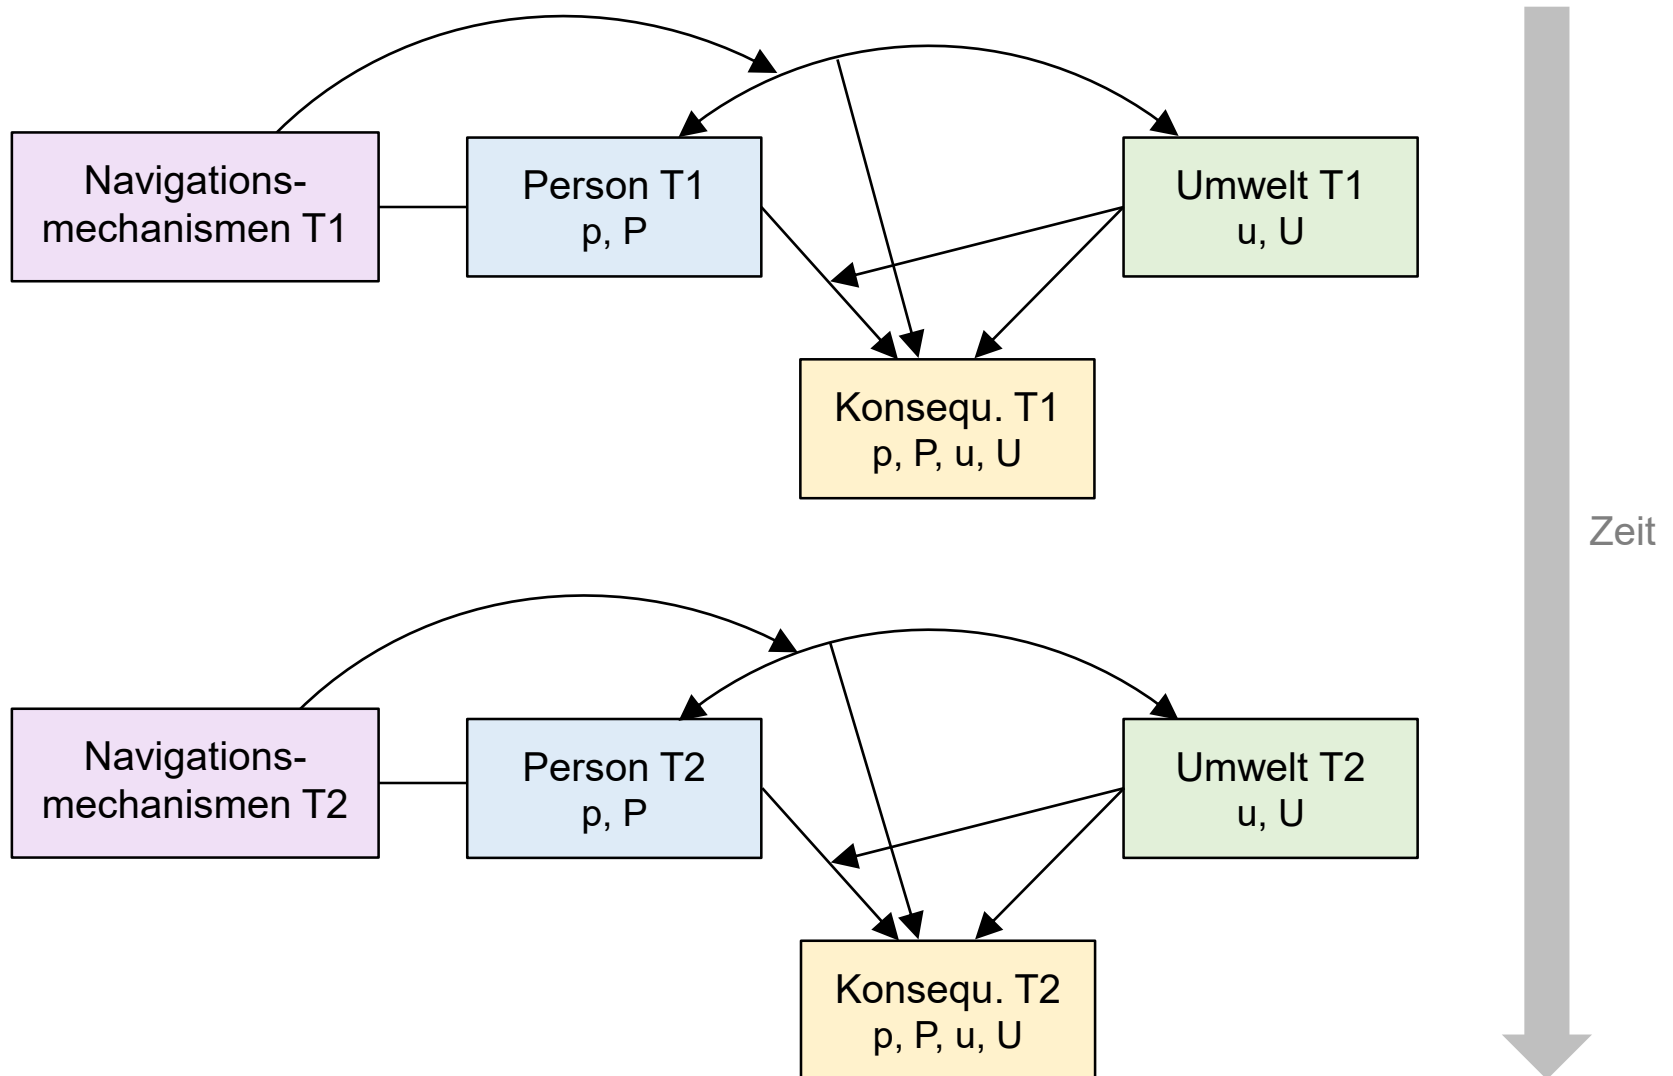 Navigations-
mechanismen T1
Person T1
p, P
Umwelt T1
u, U
Konsequ. T1
p, P, u, U
Zeit
Navigations-
mechanismen T2
Person T2
p, P
Umwelt T2
u, U
Konsequ. T2
p, P, u, U